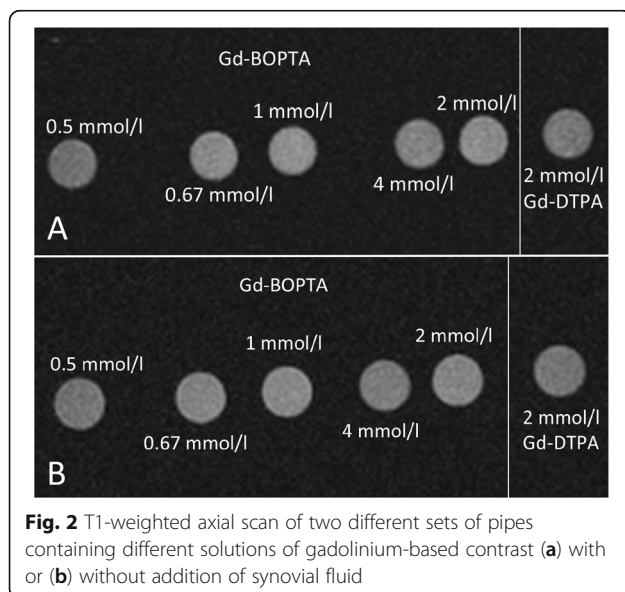 Gd-BOPTA
0.5 mmol/l
0.67 mmol/l
1 mmol/l
4 mmol/l
2 mmol/l
2 mmol/l
Gd-DTPA
A
Gd-BOPTA
0.5 mmol/l
0.67 mmol/l
1 mmol/l
4 mmol/l
2 mmol/l
2 mmol/l
Gd-DTPA
B
Fig. 2 T1-weighted axial scan of two different sets of pipes
containing different solutions of gadolinium-based contrast (a) with
or (b) without addition of synovial fluid